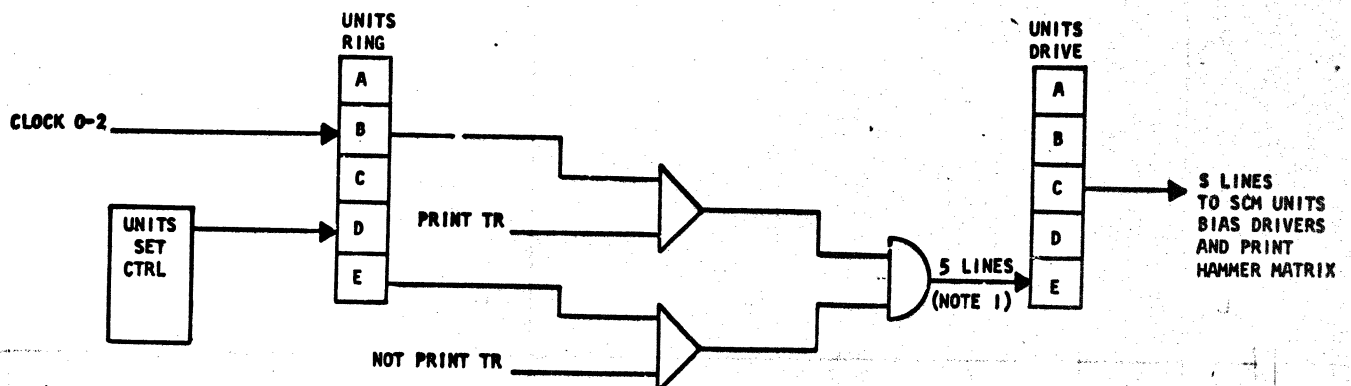 UNITS
RING
A
B
C
D
E
CLOCK 0-2
UNITS
SET
CTRL
PRINT TR
NOT PRINT TR
5 LINES
(NOTE 1)
UNITS
DRIVE
A
B
C
D
E
5 LINES
TO SCM UNITS
BIAS DRIVERS
AND PRINT
HAMMER MATRIX